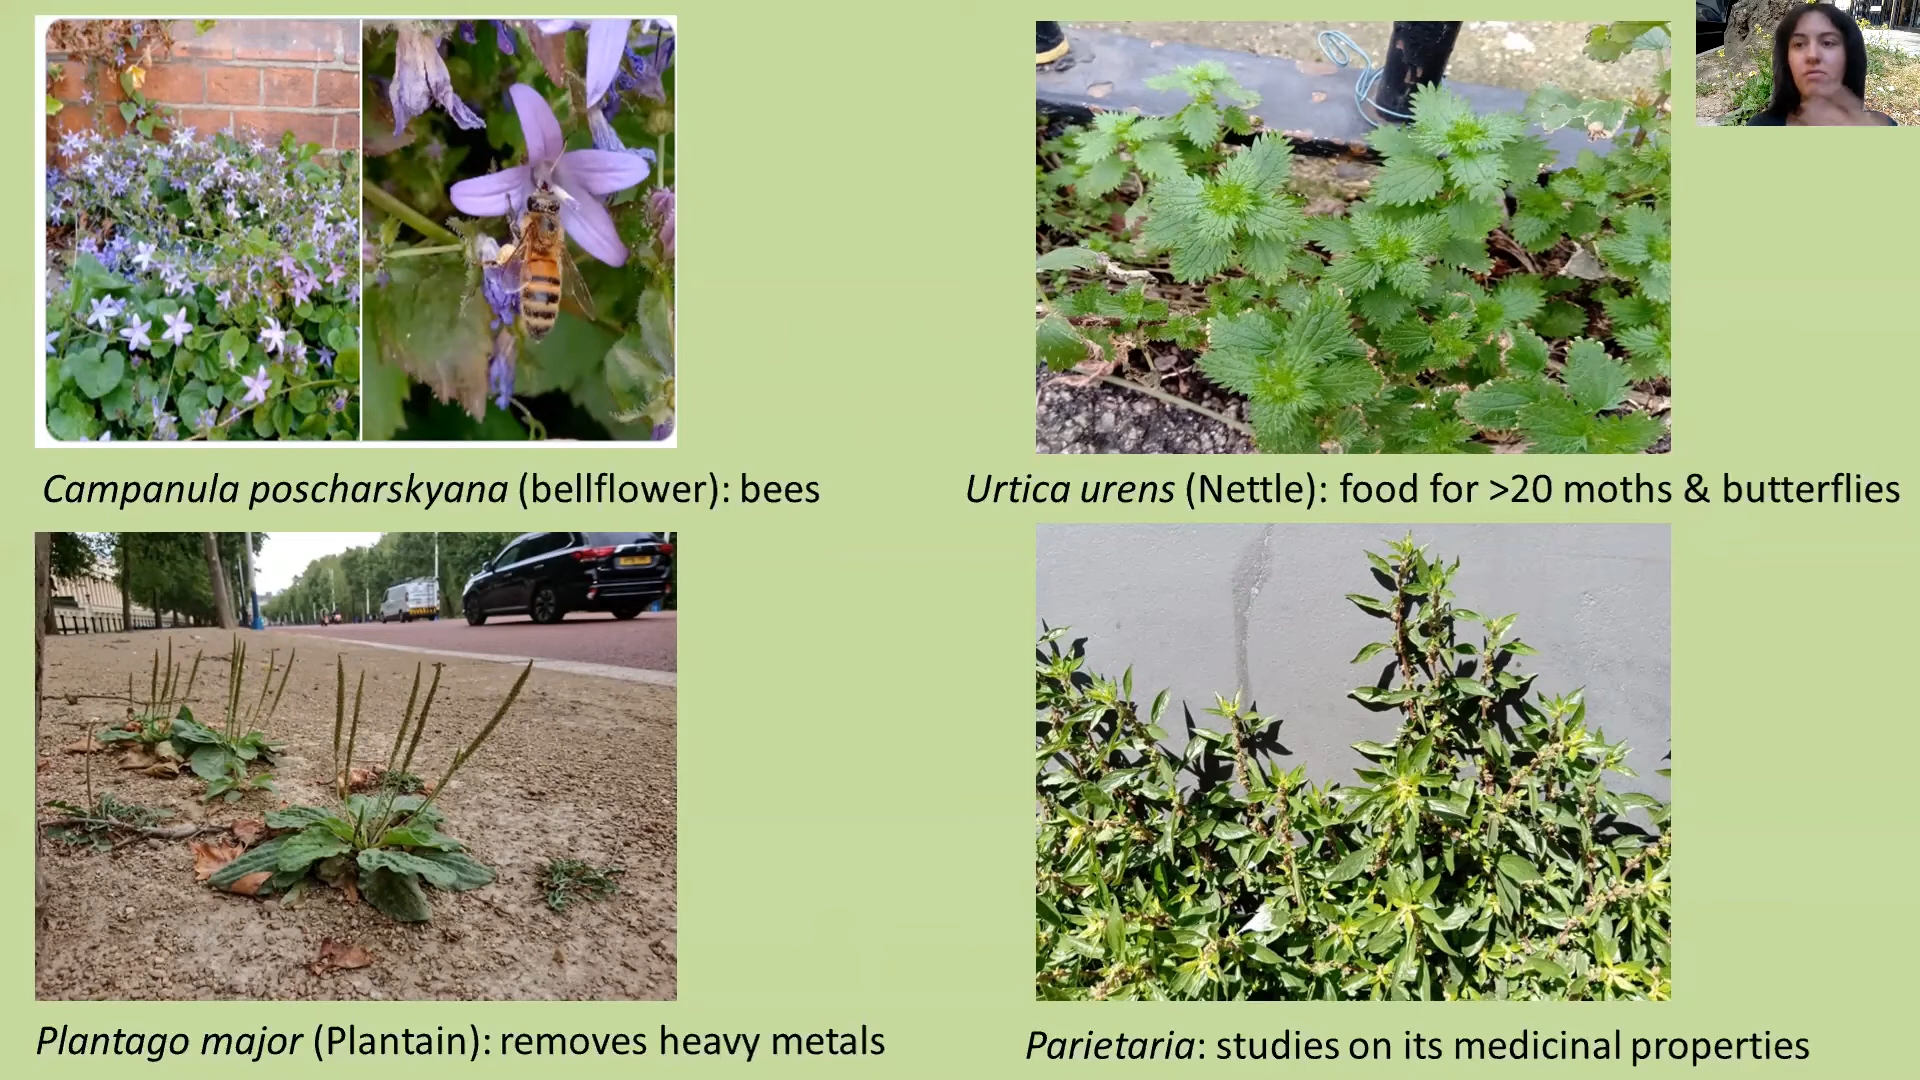 Campanula poscharskyana (bellflower): bees
Urtica urens (Nettle): food for >20 moths & butterflies
Plantago major (Plantain): removes heavy metals
Parietaria: studies on its medicinal properties